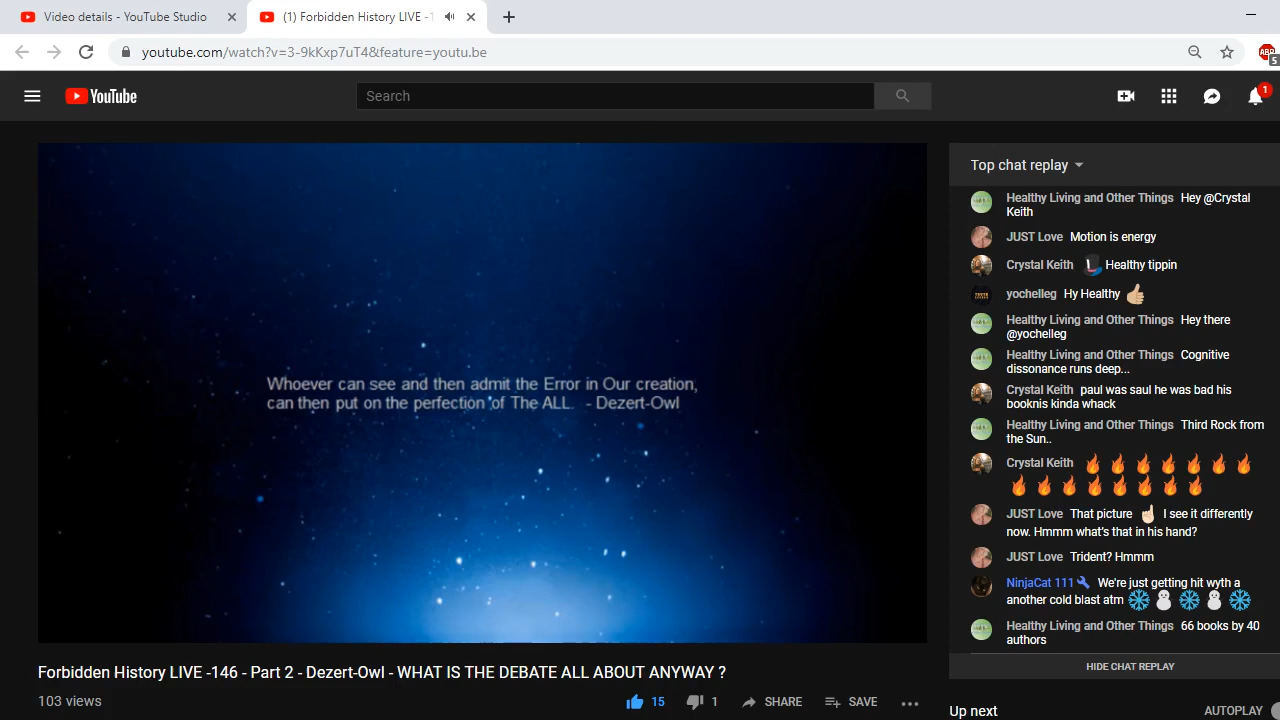 Video details - YouTube Studio
(1) Forbidden History LIVE -1
youtube.com/watch?v=3-9kKxp7uT4&feature=youtu.be
ABP
5
YouTube
Search
1
Whoever can see and then admit the Error in Our creation,
can then put on the perfection of The ALL.  - Dezert-Owl
Top chat replay
Healthy Living and Other Things Hey @Crystal
Keith
JUST Love Motion is energy
Crystal Keith 🎩 Healthy tippin
yochelleg Hy Healthy 👍🏼
Healthy Living and Other Things Hey there
@yochelleg
Healthy Living and Other Things Cognitive
dissonance runs deep...
Crystal Keith paul was saul he was bad his
booknis kinda whack
Healthy Living and Other Things Third Rock from
the Sun..
Crystal Keith 🔥🔥🔥🔥🔥🔥🔥
🔥🔥🔥🔥🔥🔥🔥🔥
JUST Love That picture ☝🏻 I see it differently
now. Hmmm what's that in his hand?
JUST Love Trident? Hmmm
NinjaCat 111 We're just getting hit wyth a
another cold blast atm ❄️⛄❄️⛄❄️
Healthy Living and Other Things 66 books by 40
authors
HIDE CHAT REPLAY
Forbidden History LIVE -146 - Part 2 - Dezert-Owl - WHAT IS THE DEBATE ALL ABOUT ANYWAY ?
103 views
15
1
SHARE
SAVE
Up next
AUTOPLAY